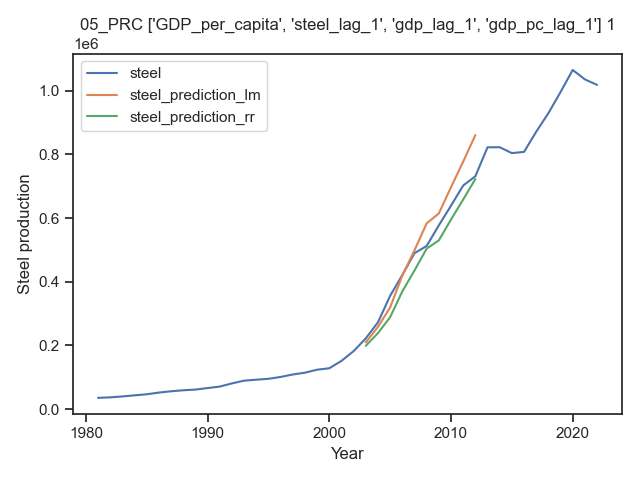 05_PRC ['GDP_per_capita', 'steel_lag_1', 'gdp_lag_1', 'gdp_pc_lag_1'] 1
1e6
steel
steel_prediction_lm
steel_prediction_rr
1.0
0.8
0.6
0.4
0.2
0.0
Steel production
1980
1990
2000
2010
2020
Year